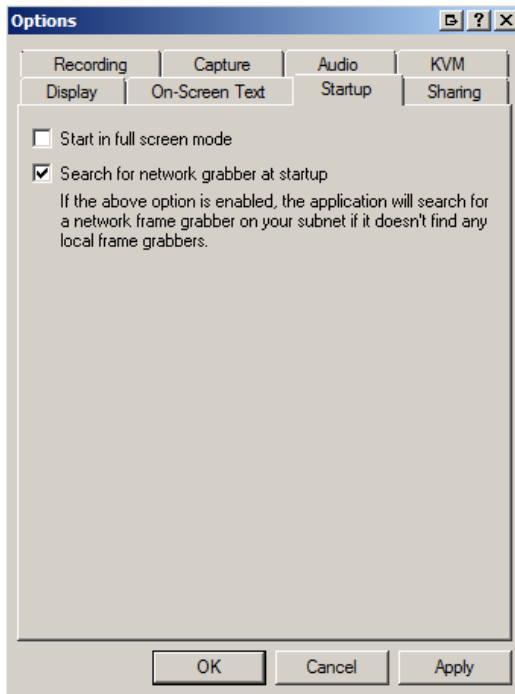 Options
Recording Capture Audio KVM
Display On-Screen Text Startup Sharing
Start in full screen mode
Search for network grabber at startup
If the above option is enabled, the application will search for
a network frame grabber on your subnet if it doesn't find any
local frame grabbers.
OK Cancel Apply